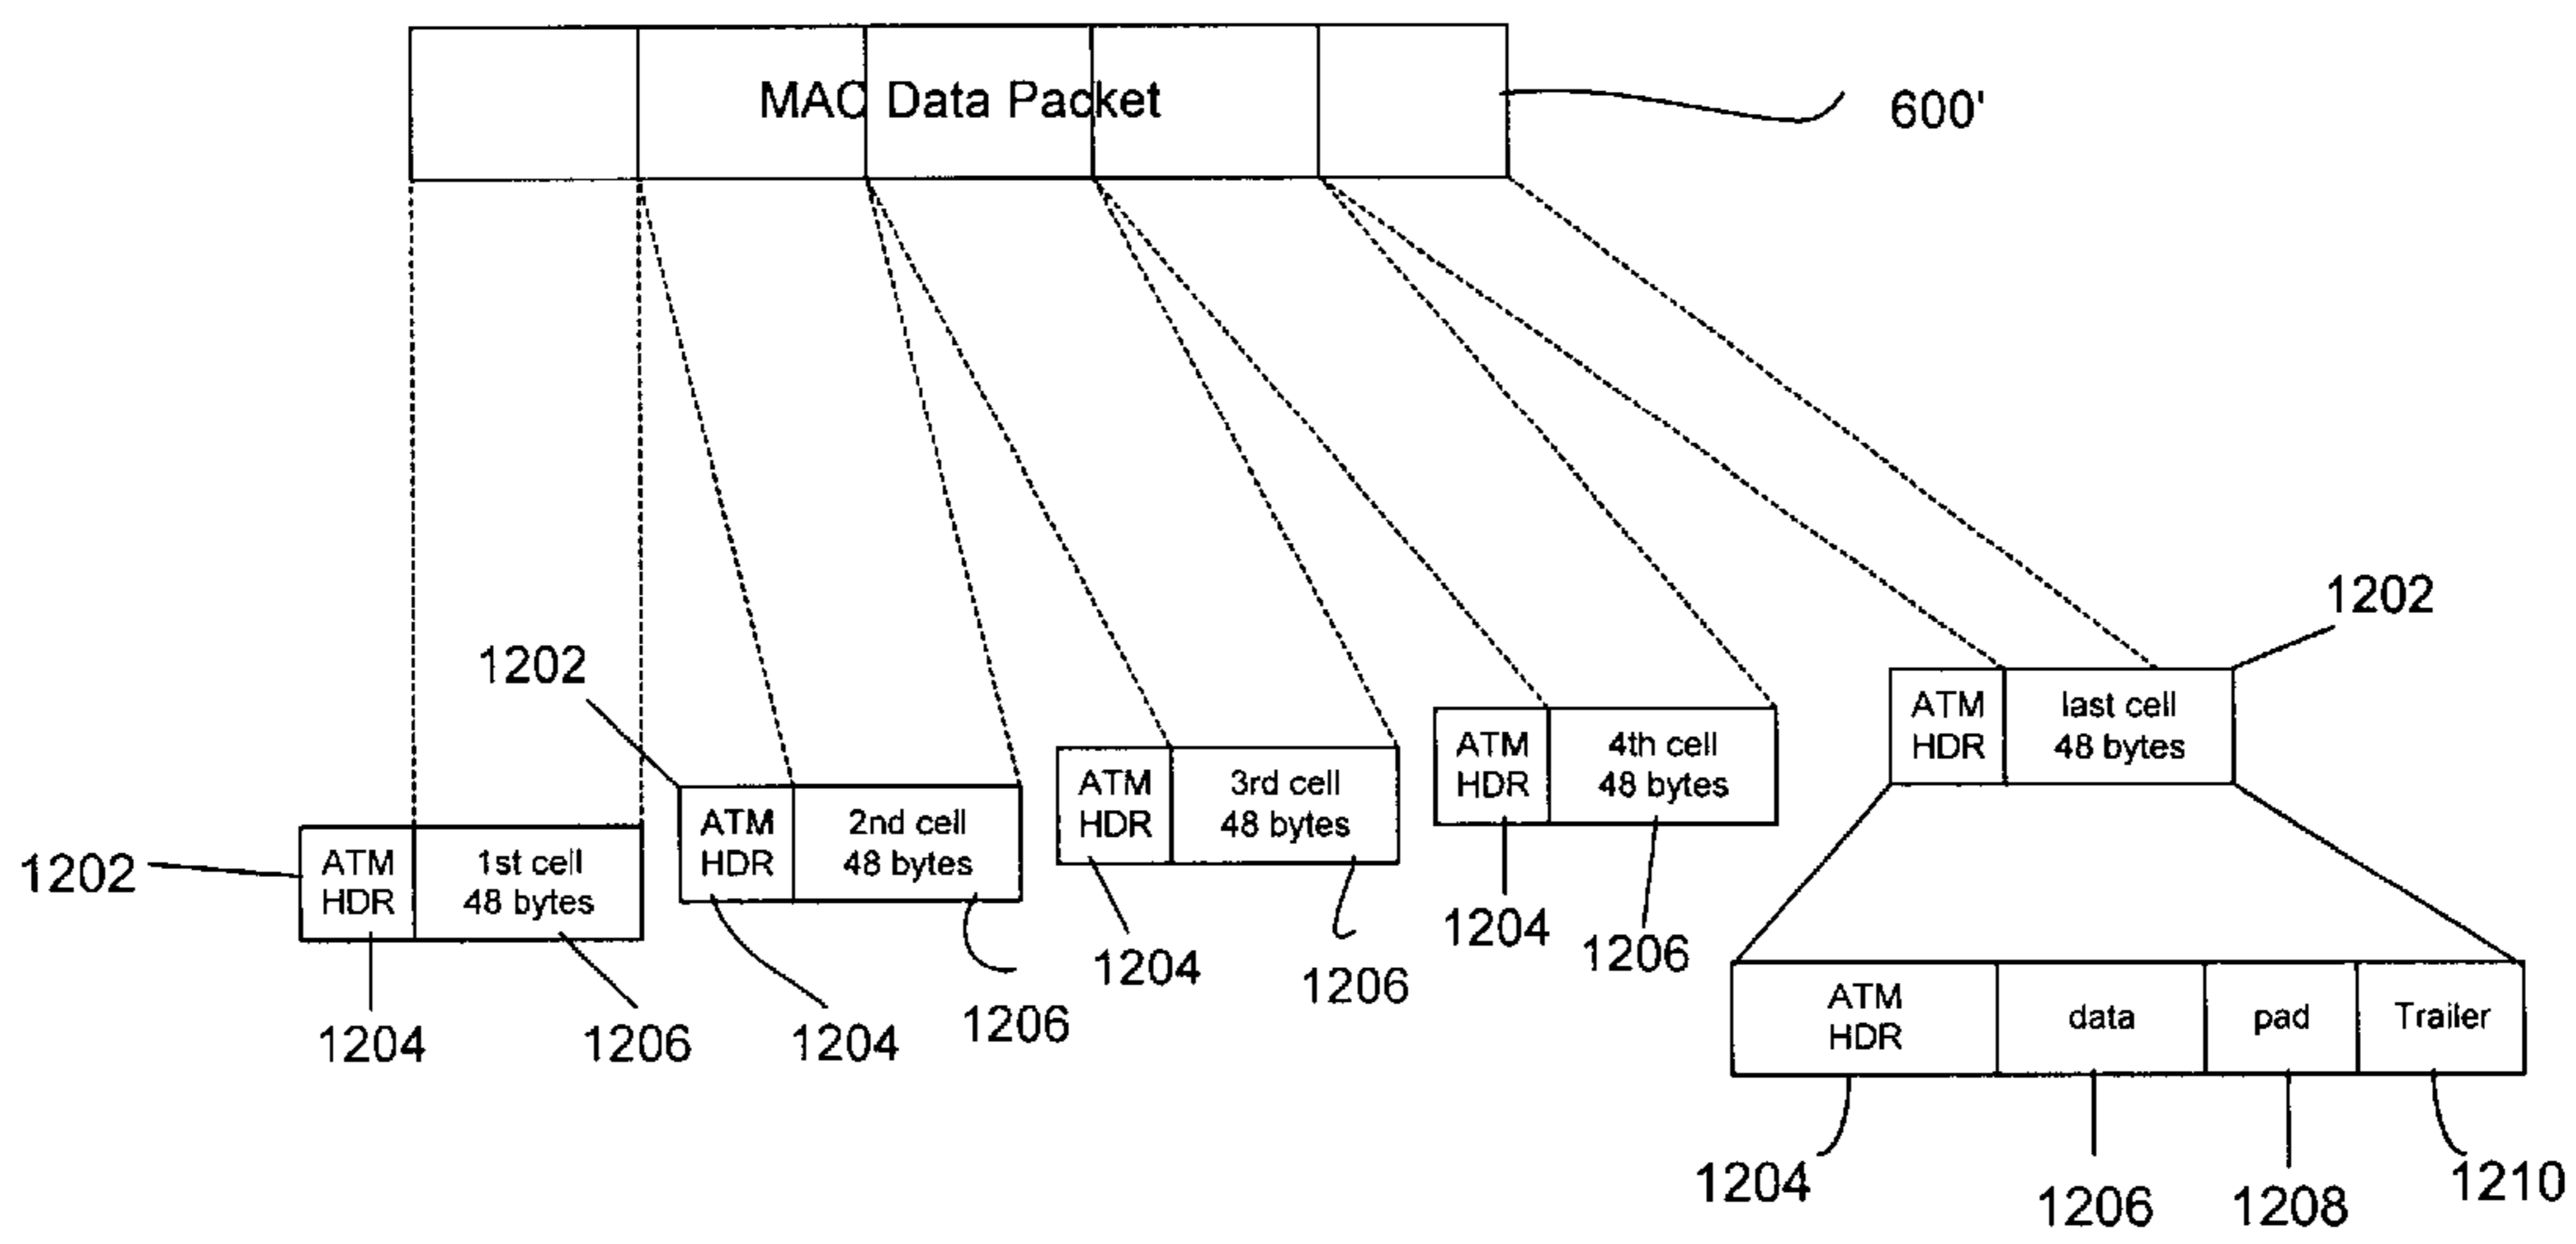 MAC Data Packet
600'
1202
1202
ATM
HDR
last cell
48 bytes
1202
ATM
HDR
4th cell
48 bytes
ATM
HDR
3rd cell
48 bytes
ATM
HDR
2nd cell
48 bytes
ATM
HDR
1st cell
48 bytes
1204
1206
1204
1206
1204
1206
1204
1206
ATM
HDR
data
pad
Trailer
1204
1206
1208
1210